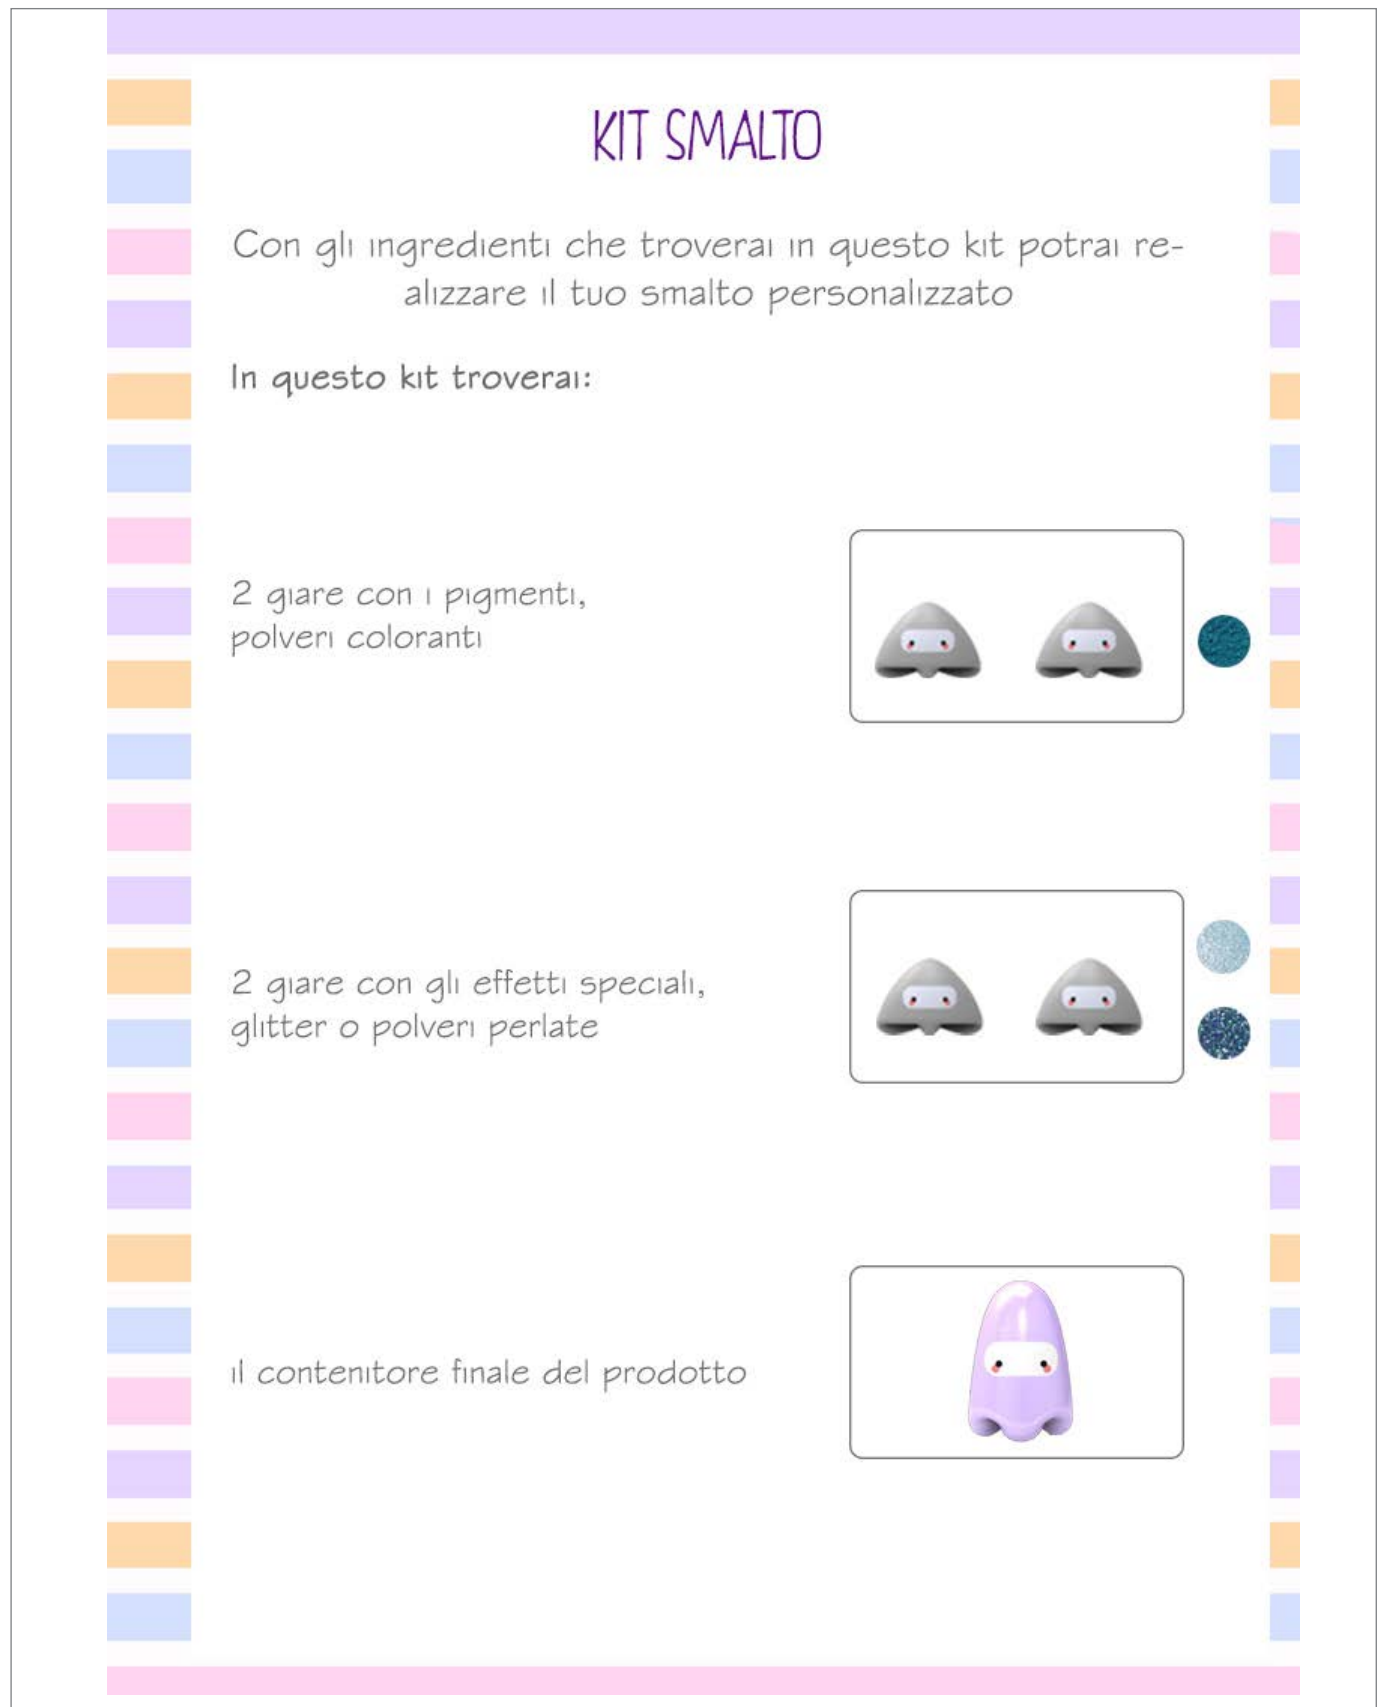 KIT SMALTO
Con gli ingredienti che troverai in questo kit potrai re-
alizzare il tuo smalto personalizzato
In questo kit troverai:
2 giare con i pigmenti,
polveri coloranti
2 giare con gli effetti speciali,
glitter o polveri perlate
il contenitore finale del prodotto